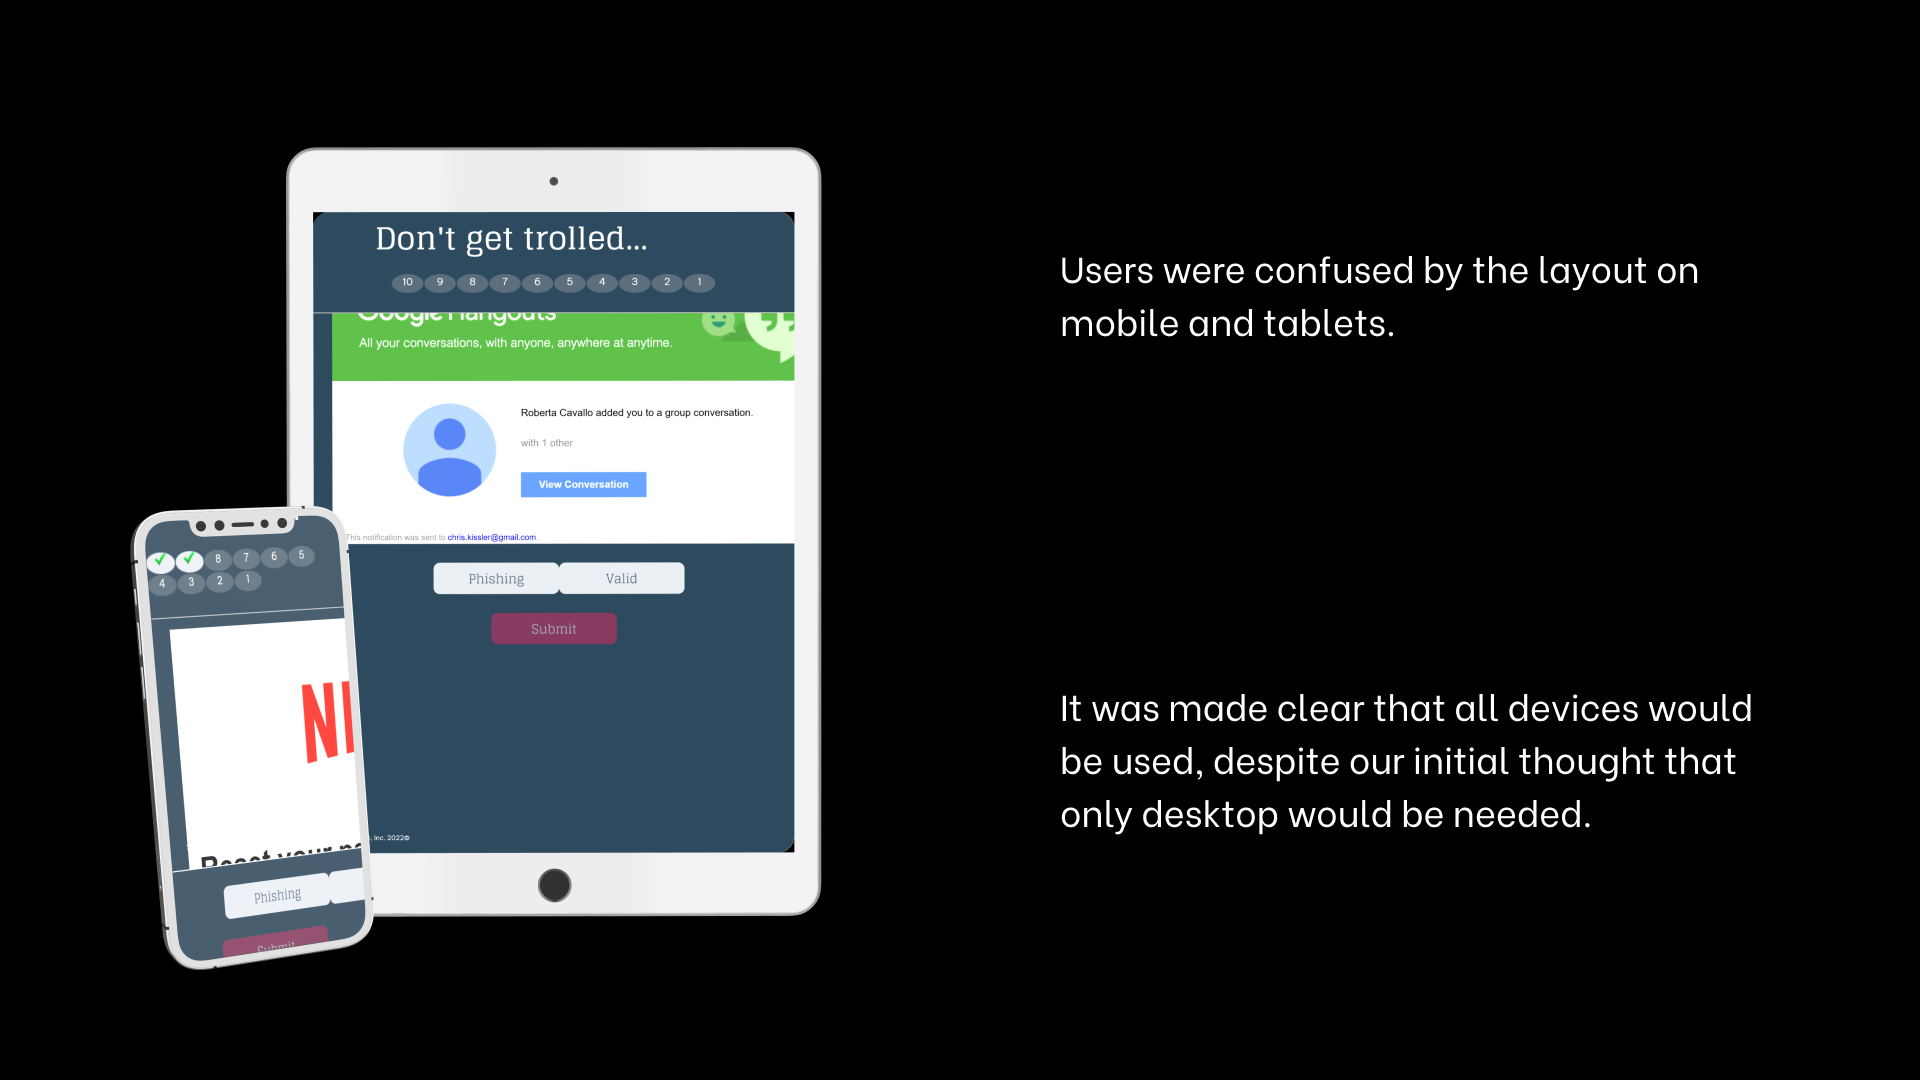 Don't get trolled...
10 9 8 7 6 5 4 3 2 1
Google Hangouts
All your conversations, with anyone, anywhere at anytime.
Roberta Cavallo added you to a group conversation.
with 1 other
View Conversation
This notification was sent to chris.kissler@gmail.com.
Phishing Valid
Submit
, Inc. 2022©
8 7 6 5
4 3 2 1
NI
Reset your pa
Phishing
Submit
Users were confused by the layout on
mobile and tablets.
It was made clear that all devices would
be used, despite our initial thought that
only desktop would be needed.